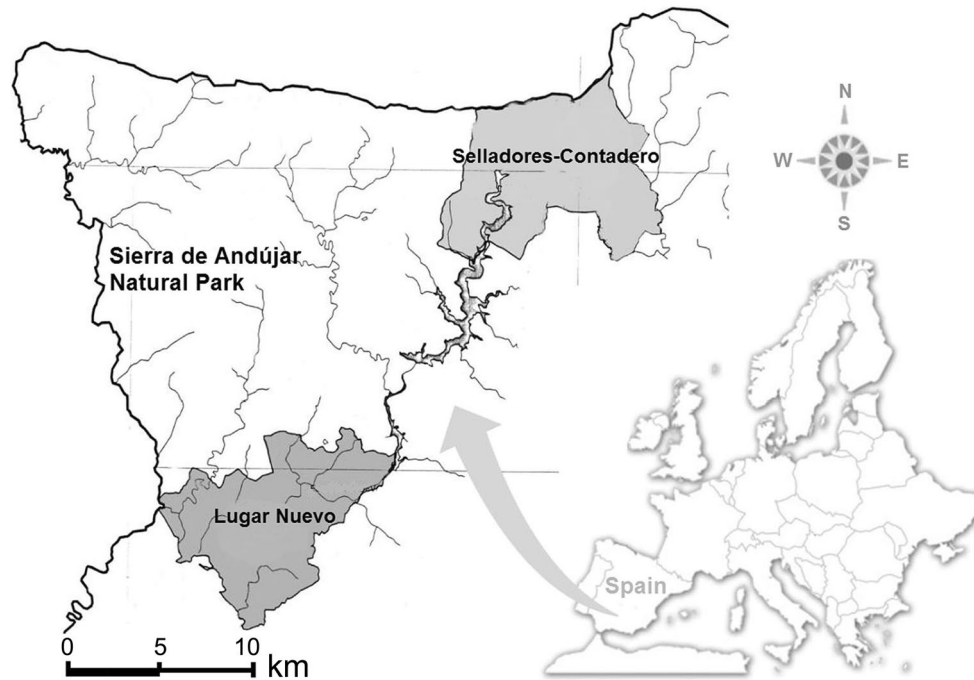 N
W E
S
Selladores-Contadero
Sierra de Andújar
Natural Park
Lugar Nuevo
Spain
0 5 10
km